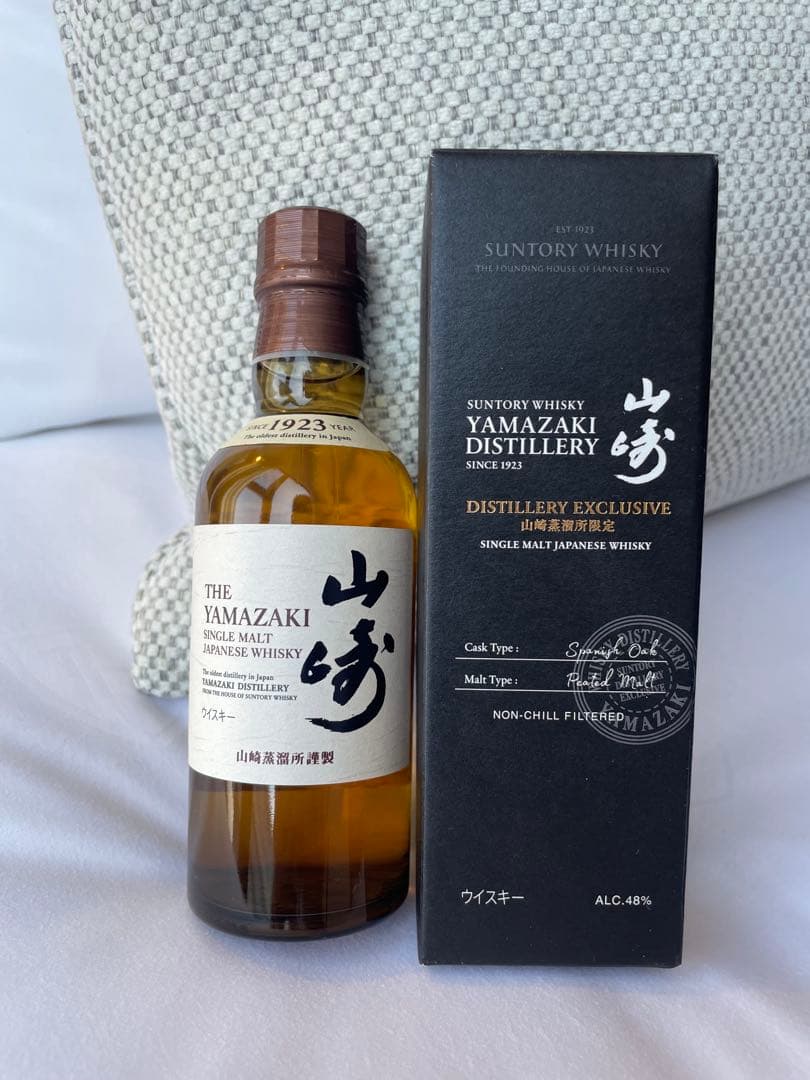 SINCE 1923 YEAR
The oldest distillery in Japan
THE
YAMAZAKI
SINGLE MALT
JAPANESE WHISKY
The oldest distillery in Japan
YAMAZAKI DISTILLERY
FROM THE HOUSE OF SUNTORY WHISKY
ウイスキー
山崎
山崎蒸溜所謹製
EST 1923
SUNTORY WHISKY
THE FOUNDING HOUSE OF JAPANESE WHISKY
SUNTORY WHISKY
YAMAZAKI
DISTILLERY
SINCE 1923
山崎
DISTILLERY EXCLUSIVE
山崎蒸溜所限定
SINGLE MALT JAPANESE WHISKY
Cask Type : Spanish Oak
Malt Type : Peated Malt
NON-CHILL FILTERED
DISTILLERY
SUNTORY
EXCLUSIVE
YAMAZAKI
ウイスキー
ALC.48%